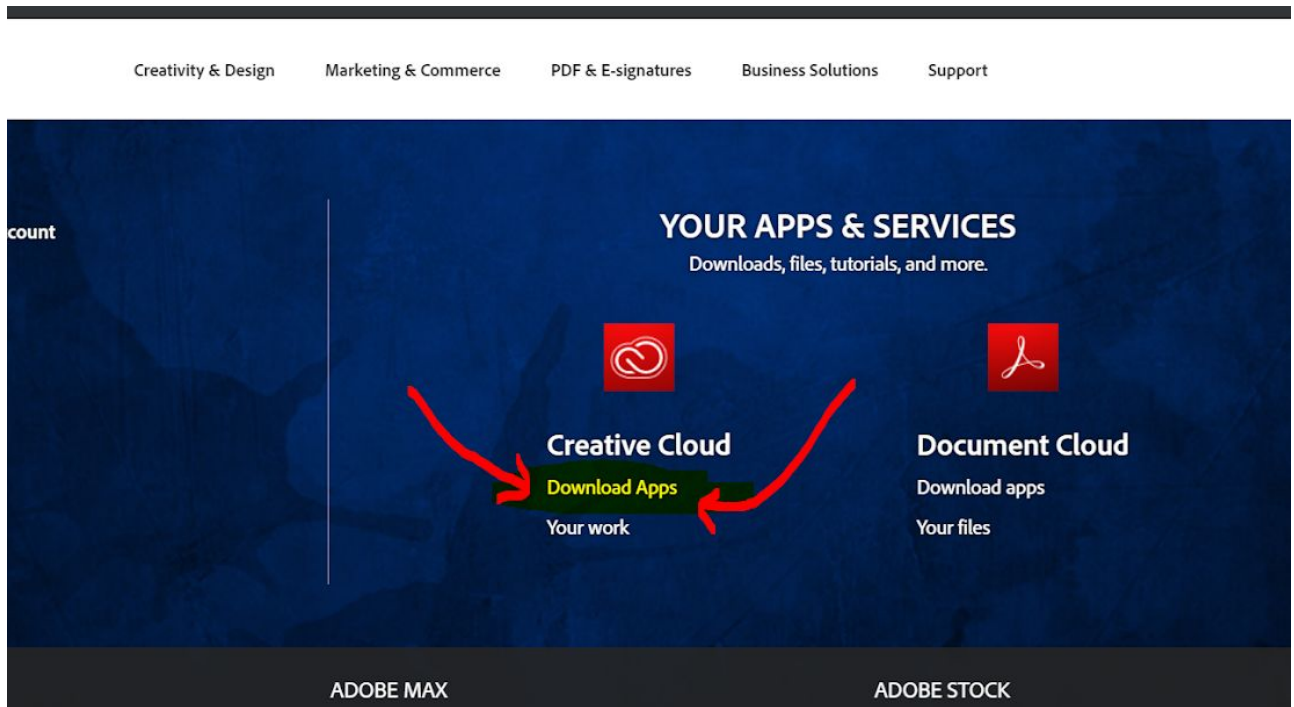 Creativity & Design Marketing & Commerce PDF & E-signatures Business Solutions Support
count
YOUR APPS & SERVICES
Downloads, files, tutorials, and more.
Creative Cloud
Download Apps
Your work
Document Cloud
Download apps
Your files
ADOBE MAX ADOBE STOCK